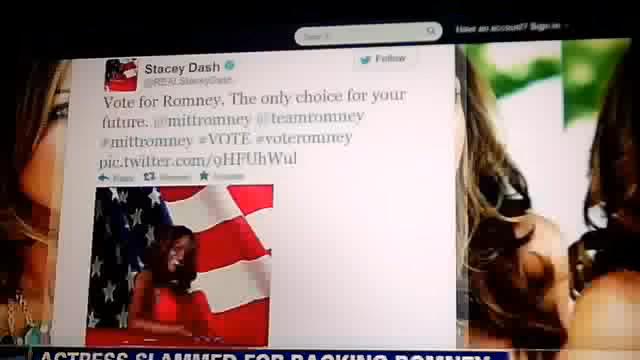 Have an account? Sign in
Stacey Dash
@REALStaceyDash
Follow
Vote for Romney. The only choice for your
future. @mittromney @teamromney
#mittromney #VOTE #voteromney
pic.twitter.com/9HFUhWul
ACTRESS SLAMMED FOR BACKING ROMNEY